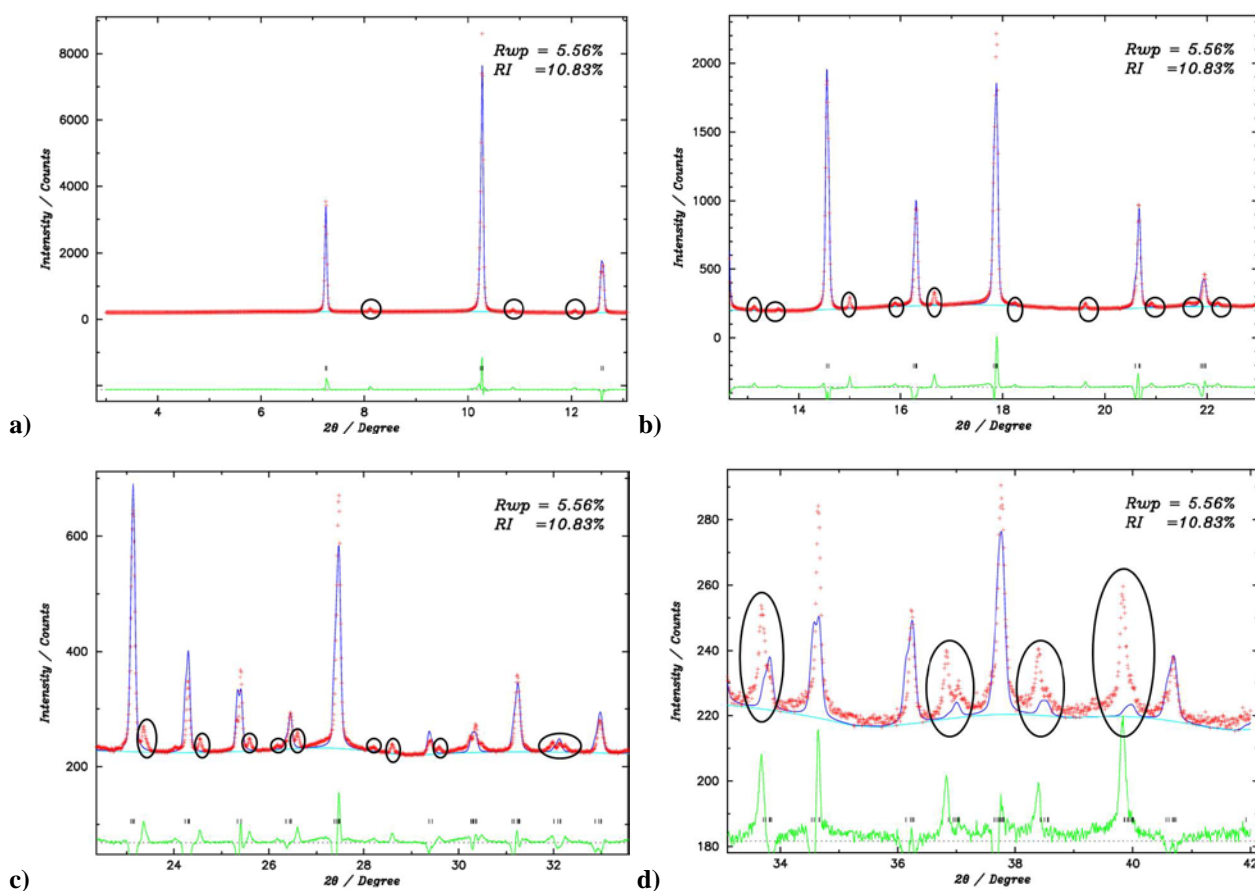 Rwp = 5.56%
RI =10.83%
8000
6000
4000
2000
0
Intensity / Counts
4 6 8 10 12
2θ / Degree
a)
Rwp = 5.56%
RI =10.83%
2000
1500
1000
500
0
Intensity / Counts
14 16 18 20 22
2θ / Degree
b)
Rwp = 5.56%
RI =10.83%
600
400
200
Intensity / Counts
24 26 28 30 32
2θ / Degree
c)
Rwp = 5.56%
RI =10.83%
280
260
240
220
200
180
Intensity / Counts
34 36 38 40 42
2θ / Degree
d)